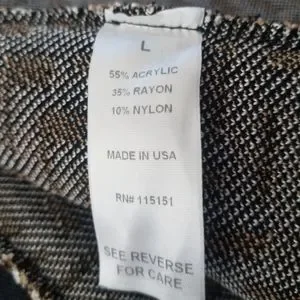 L
55% ACRYLIC
35% RAYON
10% NYLON
MADE IN USA
RN# 115151
SEE REVERSE
FOR CARE